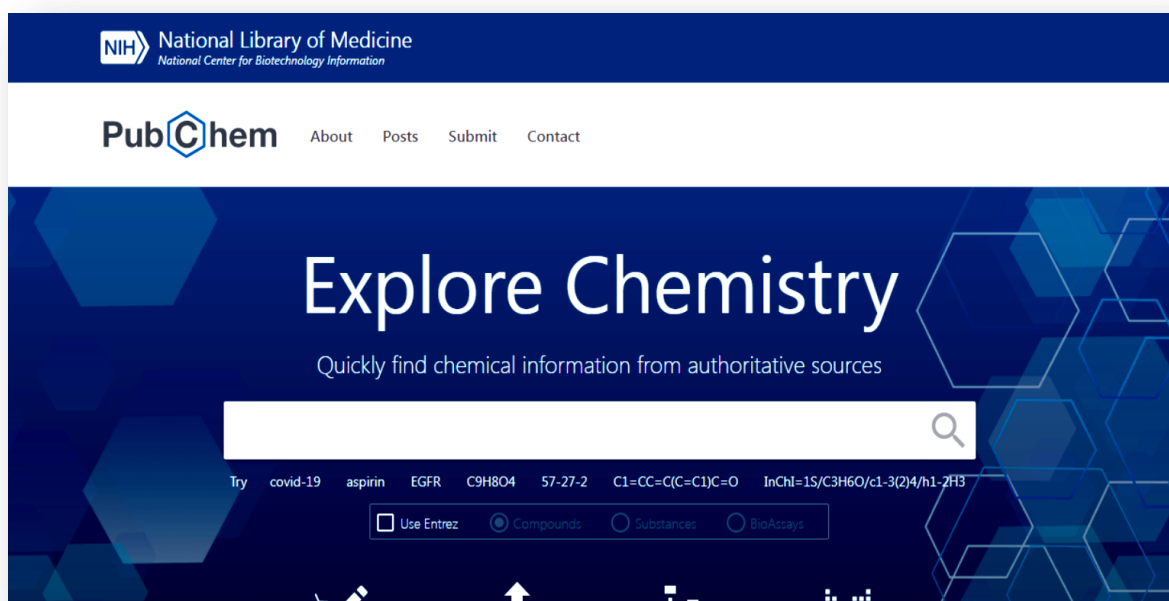 NIH National Library of Medicine
National Center for Biotechnology Information
PubChem About Posts Submit Contact
Explore Chemistry
Quickly find chemical information from authoritative sources
Try covid-19 aspirin EGFR C9H8O4 57-27-2 C1=CC=C(C=C1)C=O InChI=1S/C3H6O/c1-3(2)4/h1-2H3
Use Entrez Compounds Substances BioAssays